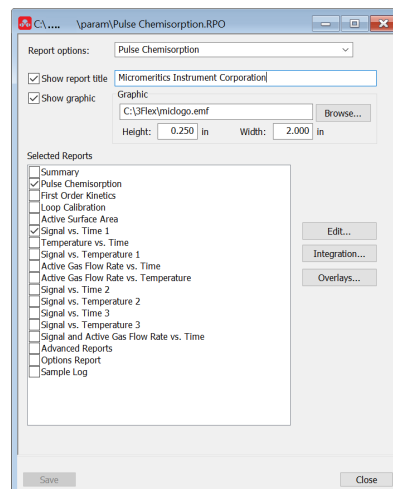 C:\.... \param\Pulse Chemisorption.RPO
Report options: Pulse Chemisorption
Show report title Micromeritics Instrument Corporation
Show graphic
Graphic
C:\3Flex\miclogo.emf Browse...
Height: 0.250 in Width: 2.000 in
Selected Reports
Summary
Pulse Chemisorption
First Order Kinetics
Loop Calibration
Active Surface Area
Signal vs. Time 1
Temperature vs. Time
Signal vs. Temperature 1
Active Gas Flow Rate vs. Time
Active Gas Flow Rate vs. Temperature
Signal vs. Time 2
Signal vs. Temperature 2
Signal vs. Time 3
Signal vs. Temperature 3
Signal and Active Gas Flow Rate vs. Time
Advanced Reports
Options Report
Sample Log
Edit...
Integration...
Overlays...
Save Close